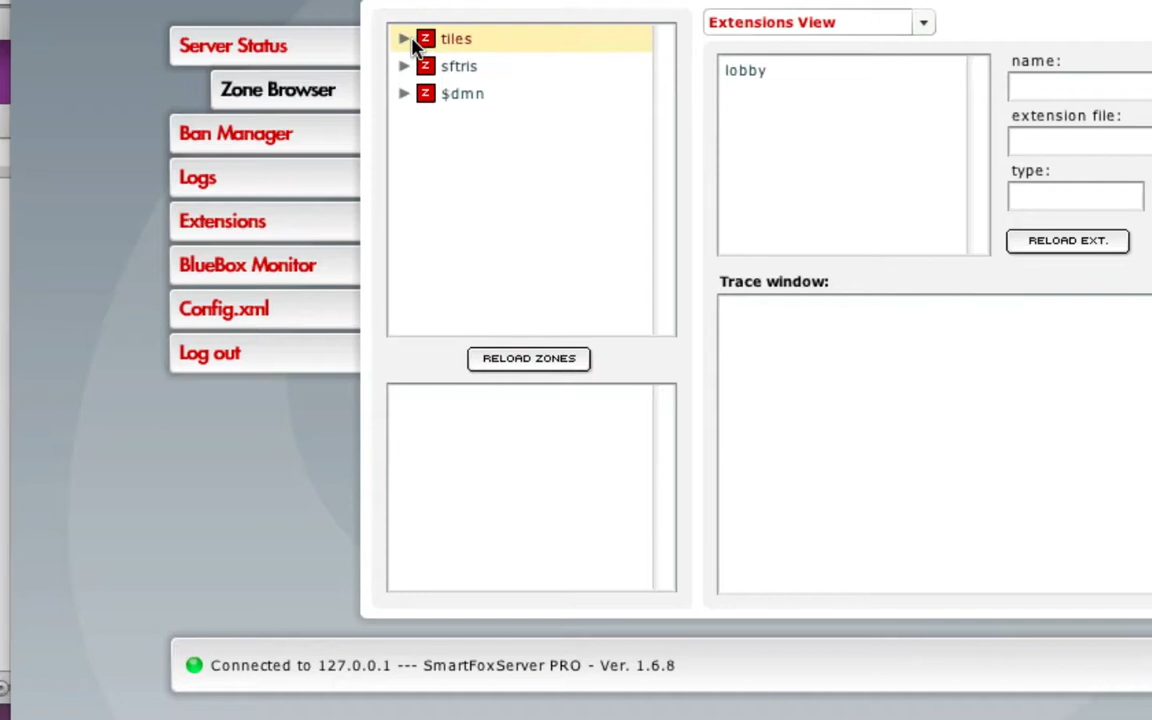 Server Status
Zone Browser
Ban Manager
Logs
Extensions
BlueBox Monitor
Config.xml
Log out
Z tiles
Z sftris
Z $dmn
RELOAD ZONES
Extensions View
lobby
name:
extension file:
type:
RELOAD EXT.
Trace window:
Connected to 127.0.0.1 --- SmartFoxServer PRO - Ver. 1.6.8